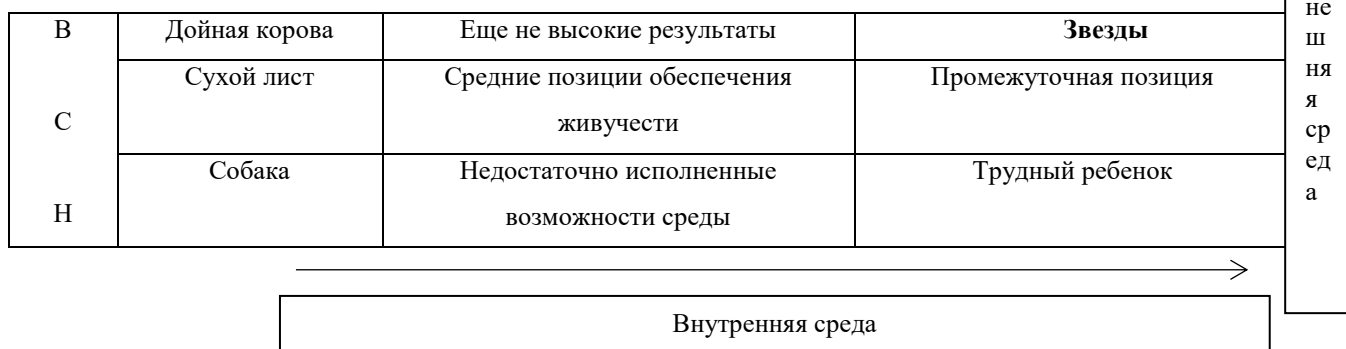 В
Дойная корова
Еще не высокие результаты
Звезды
С
Сухой лист
Средние позиции обеспечения
живучести
Промежуточная позиция
Н
Собака
Недостаточно исполненные
возможности среды
Трудный ребенок
не
ш
ня
я
ср
ед
а
Внутренняя среда